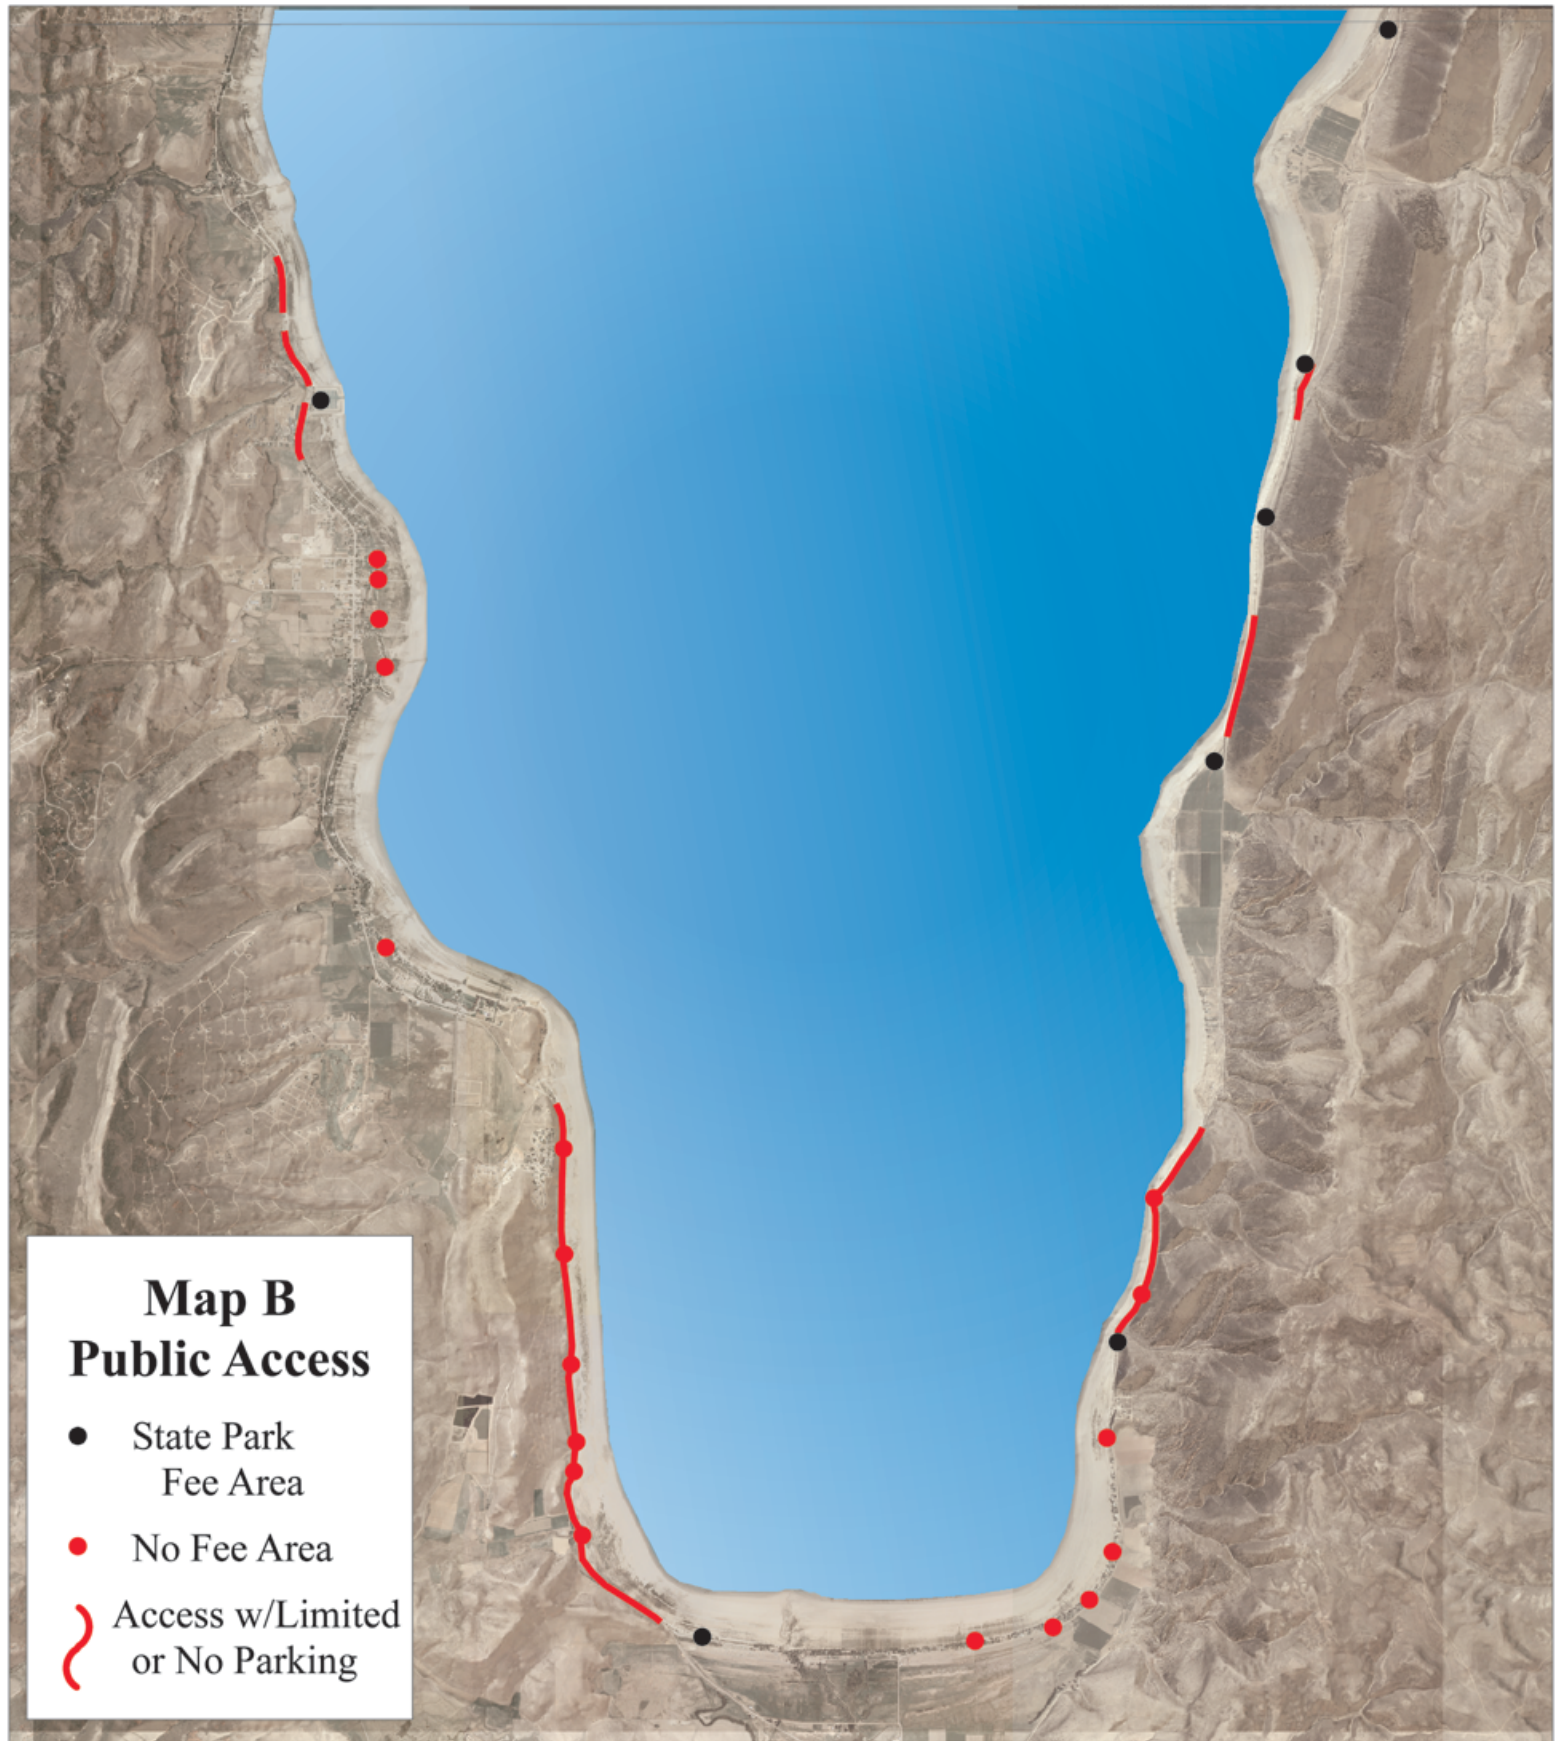 Map B
Public Access
State Park
Fee Area
No Fee Area
Access w/Limited
or No Parking